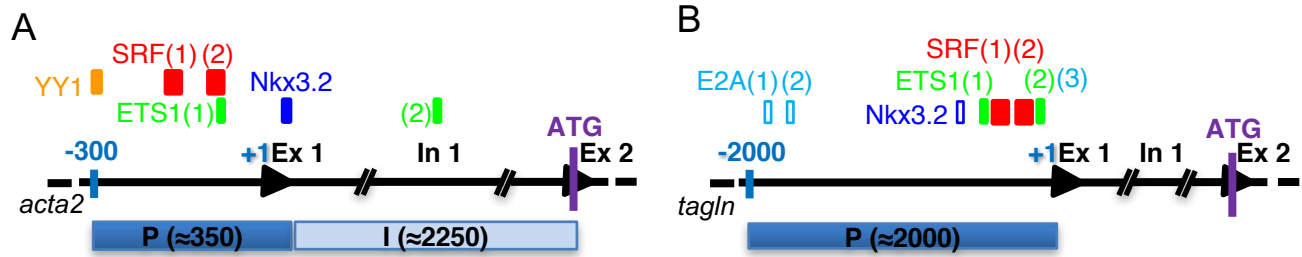 A
SRF(1) (2)
YY1
Nkx3.2
ETS1(1)
(2)
ATG
-300
+1 Ex 1
In 1
Ex 2
acta2
P (≈350)
I (≈2250)
B
SRF(1) (2)
E2A(1) (2)
ETS1(1)
(2) (3)
Nkx3.2
ATG
-2000
+1 Ex 1
In 1
Ex 2
tagln
P (≈2000)